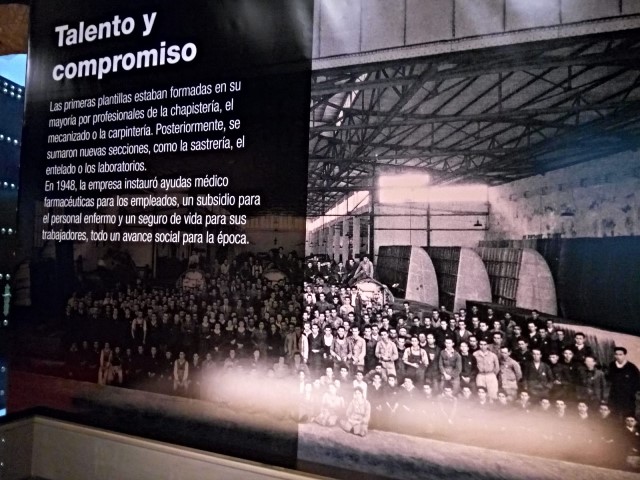 Talento y
compromiso
Las primeras plantillas estaban formadas en su
mayoría por profesionales de la chapistería, el
mecanizado o la carpintería. Posteriormente, se
sumaron nuevas secciones, como la sastrería, el
entelado o los laboratorios.
En 1948, la empresa instauró ayudas médico
farmacéuticas para los empleados, un subsidio para
el personal enfermo y un seguro de vida para sus
trabajadores, todo un avance social para la época.